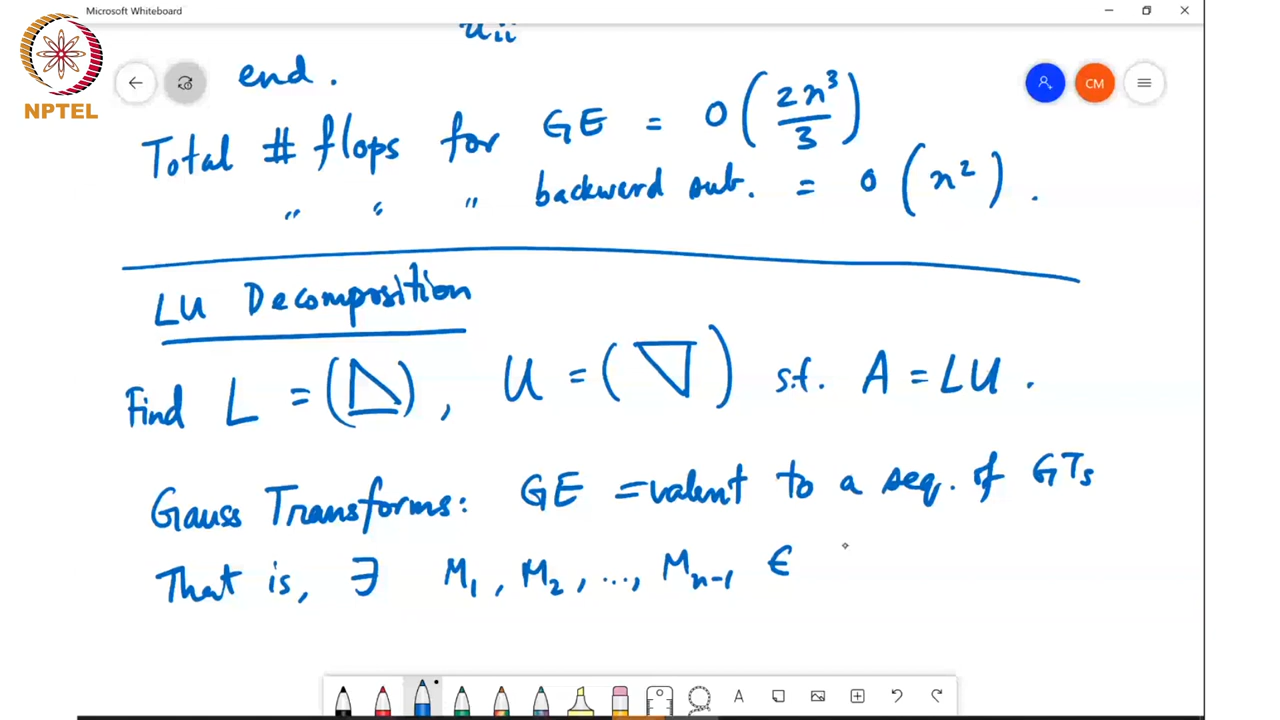 Microsoft Whiteboard
NPTEL
CM
u_ii
end.
Total # flops for GE = O(2n³/3)
" " " backward sub. = O(n²).
LU Decomposition
Find L = (◺), U = (▽) s.t. A = LU.
Gauss Transforms: GE =valent to a seq. of GTs
That is, ∃ M₁, M₂, ..., Mₙ₋₁ ∈
A